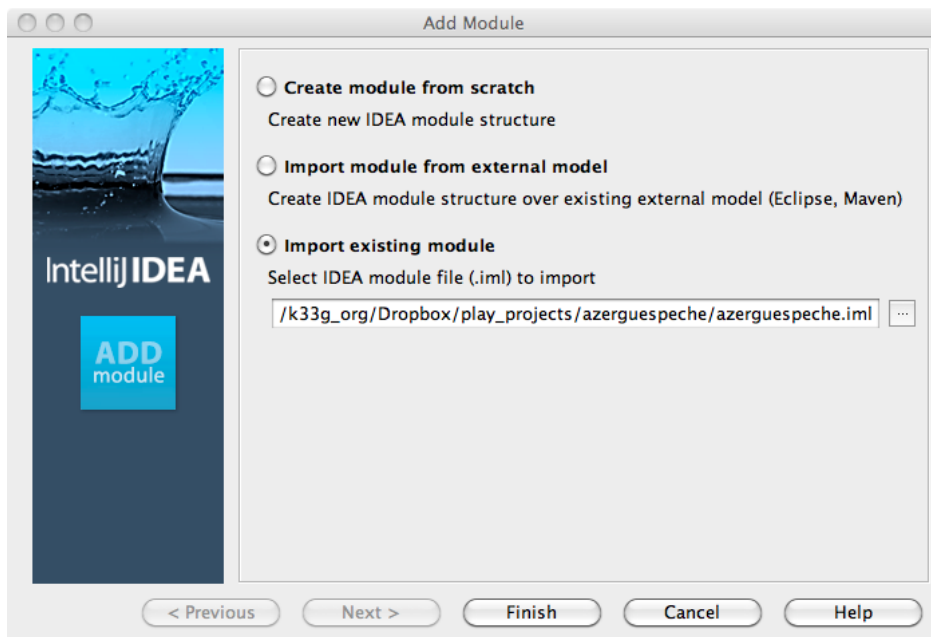 Add Module
Create module from scratch
Create new IDEA module structure
Import module from external model
Create IDEA module structure over existing external model (Eclipse, Maven)
Import existing module
Select IDEA module file (.iml) to import
/k33g_org/Dropbox/play_projects/azerguespeche/azerguespeche.iml
...
IntelliJ IDEA
ADD
module
< Previous
Next >
Finish
Cancel
Help